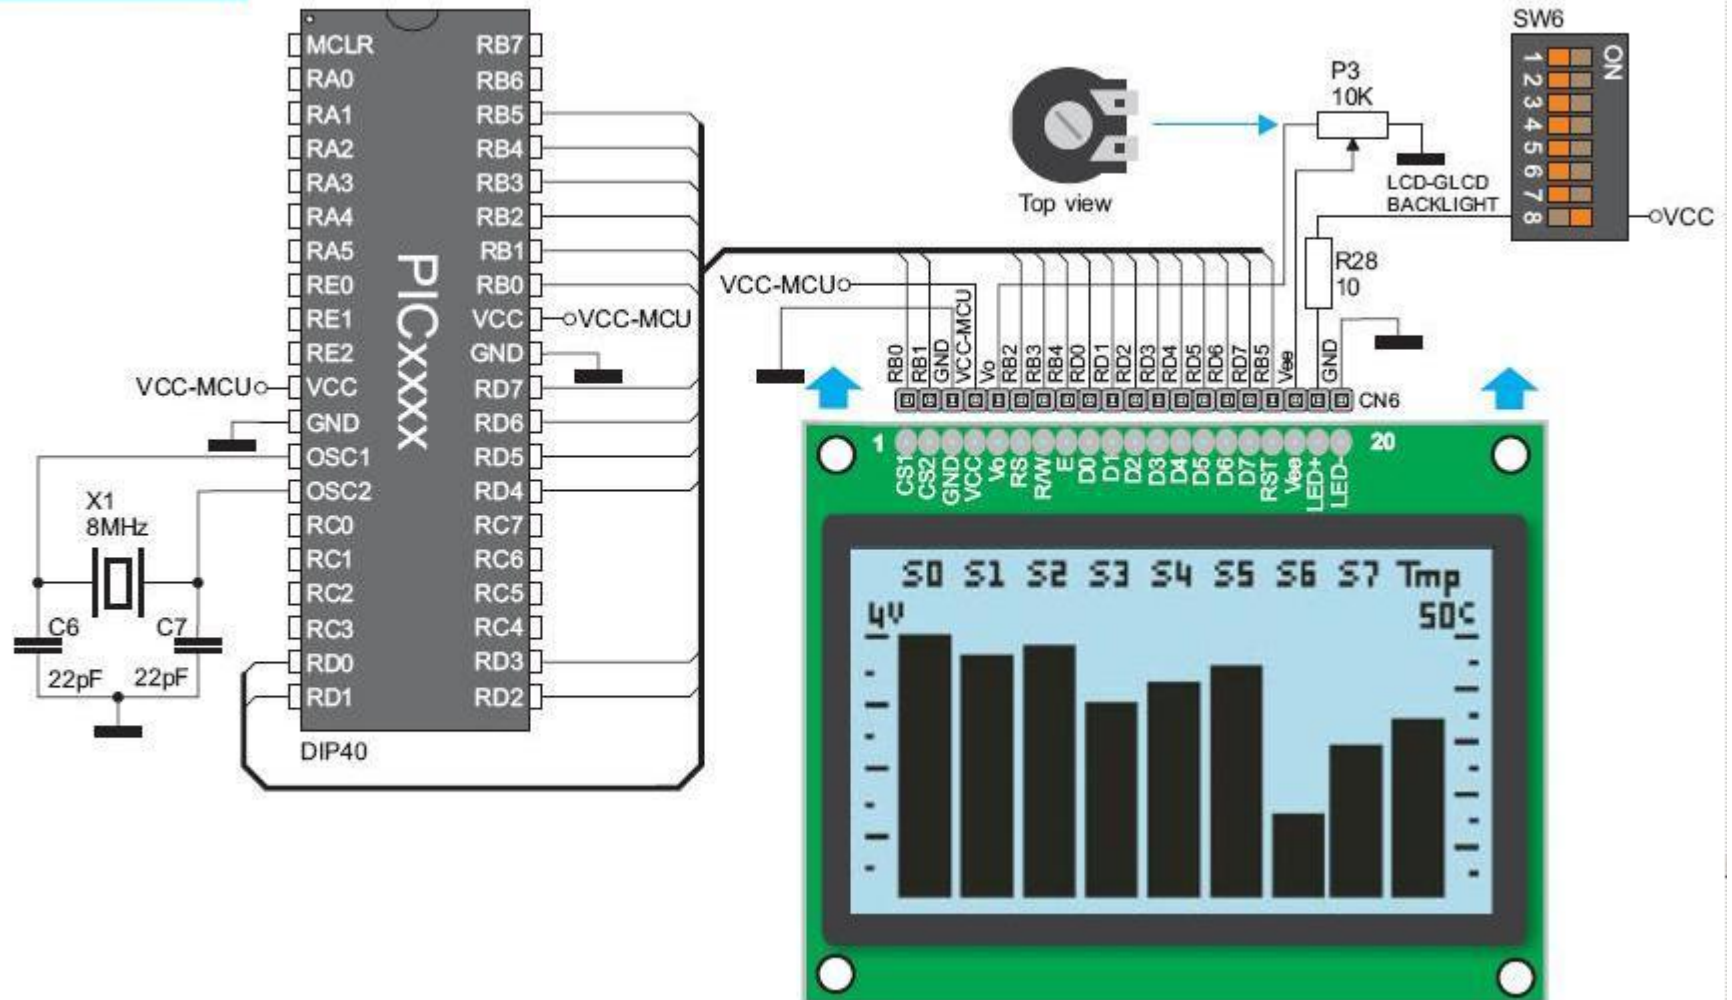 MCLR
RA0
RA1
RA2
RA3
RA4
RA5
RE0
RE1
RE2
VCC
GND
OSC1
OSC2
RC0
RC1
RC2
RC3
RD0
RD1
RB7
RB6
RB5
RB4
RB3
RB2
RB1
RB0
VCC
GND
RD7
RD6
RD5
RD4
RC7
RC6
RC5
RC4
RD3
RD2
PICxxxx
DIP40
VCC-MCU
VCC-MCU
X1
8MHz
C6
C7
22pF
22pF
Top view
P3
10K
LCD-GLCD
BACKLIGHT
SW6
ON
1
2
3
4
5
6
7
8
VCC
R28
10
VCC-MCU
RB0
RB1
GND
VCC-MCU
Vo
RB2
RB3
RB4
RD0
RD1
RD2
RD3
RD4
RD5
RD6
RD7
RB5
Vee
GND
CN6
1
20
CS1
CS2
GND
VCC
Vo
RS
R/W
E
D0
D1
D2
D3
D4
D5
D6
D7
RST
Vee
LED+
LED-
S0 S1 S2 S3 S4 S5 S6 S7 Tmp
4V
50C